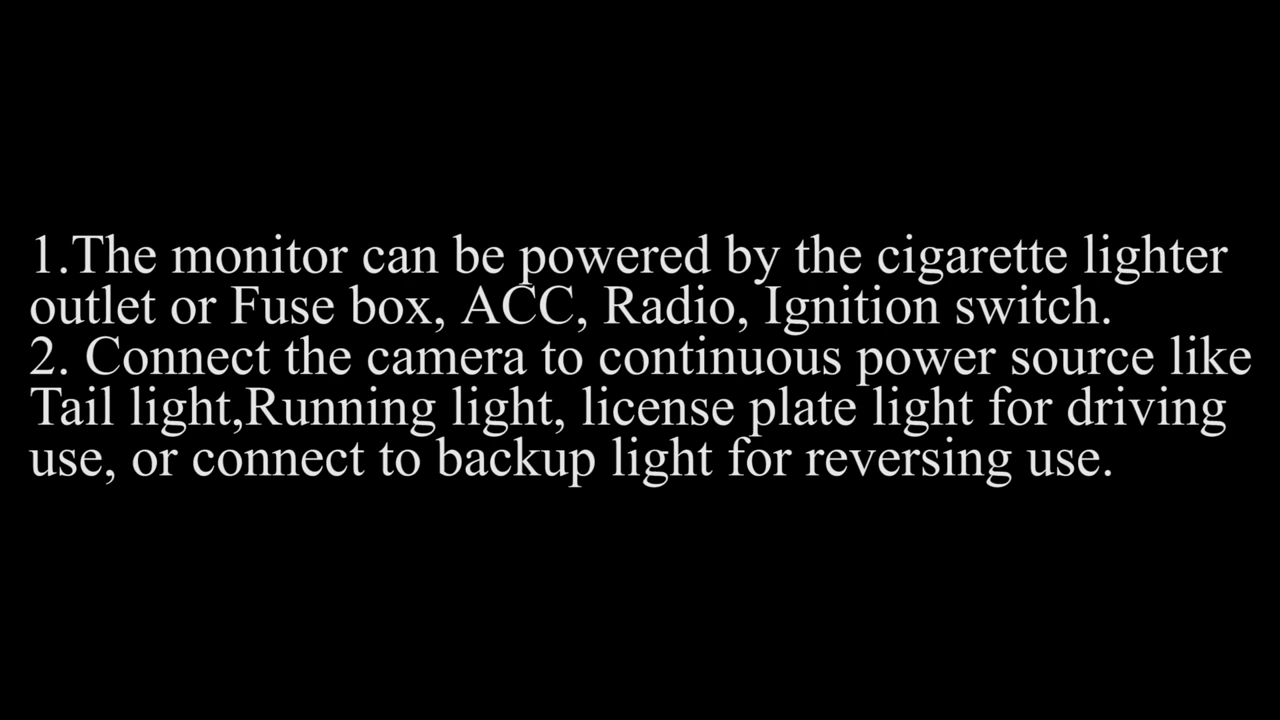 1.The monitor can be powered by the cigarette lighter
outlet or Fuse box, ACC, Radio, Ignition switch.
2. Connect the camera to continuous power source like
Tail light,Running light, license plate light for driving
use, or connect to backup light for reversing use.